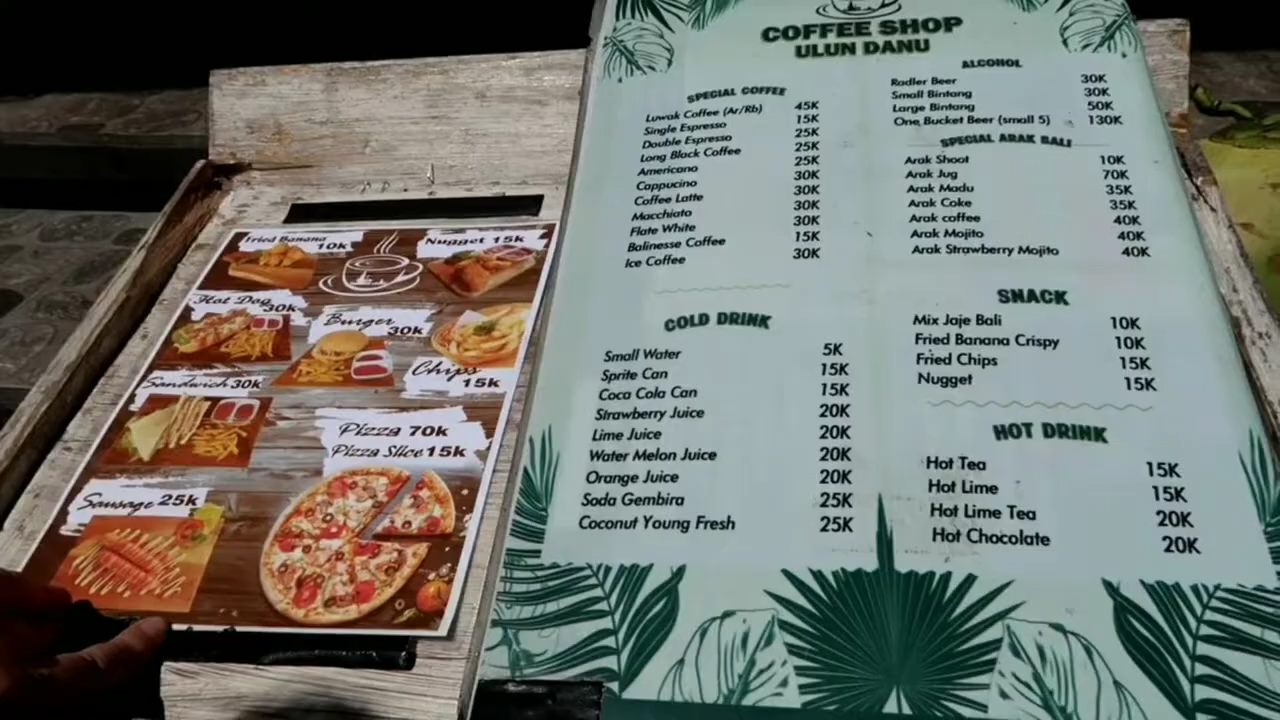 Fried Banana 10k
Nugget 15k
Hot Dog 30k
Burger 30k
Chips 15k
Sandwich 30K
Pizza 70k
Pizza Slice 15k
Sausage 25k
COFFEE SHOP
ULUN DANU
SPECIAL COFFEE
Luwak Coffee (Ar/Rb) 45K
Single Espresso 15K
Double Espresso 25K
Long Black Coffee 25K
Americano 25K
Cappucino 30K
Coffee Latte 30K
Macchiato 30K
Flate White 30K
Balinesse Coffee 15K
Ice Coffee 30K
COLD DRINK
Small Water 5K
Sprite Can 15K
Coca Cola Can 15K
Strawberry Juice 20K
Lime Juice 20K
Water Melon Juice 20K
Orange Juice 20K
Soda Gembira 25K
Coconut Young Fresh 25K
ALCOHOL
Radler Beer 30K
Small Bintang 30K
Large Bintang 50K
One Bucket Beer (small 5) 130K
SPECIAL ARAK BALI
Arak Shoot 10K
Arak Jug 70K
Arak Madu 35K
Arak Coke 35K
Arak coffee 40K
Arak Mojito 40K
Arak Strawberry Mojito 40K
SNACK
Mix Jaje Bali 10K
Fried Banana Crispy 10K
Fried Chips 15K
Nugget 15K
HOT DRINK
Hot Tea 15K
Hot Lime 15K
Hot Lime Tea 20K
Hot Chocolate 20K